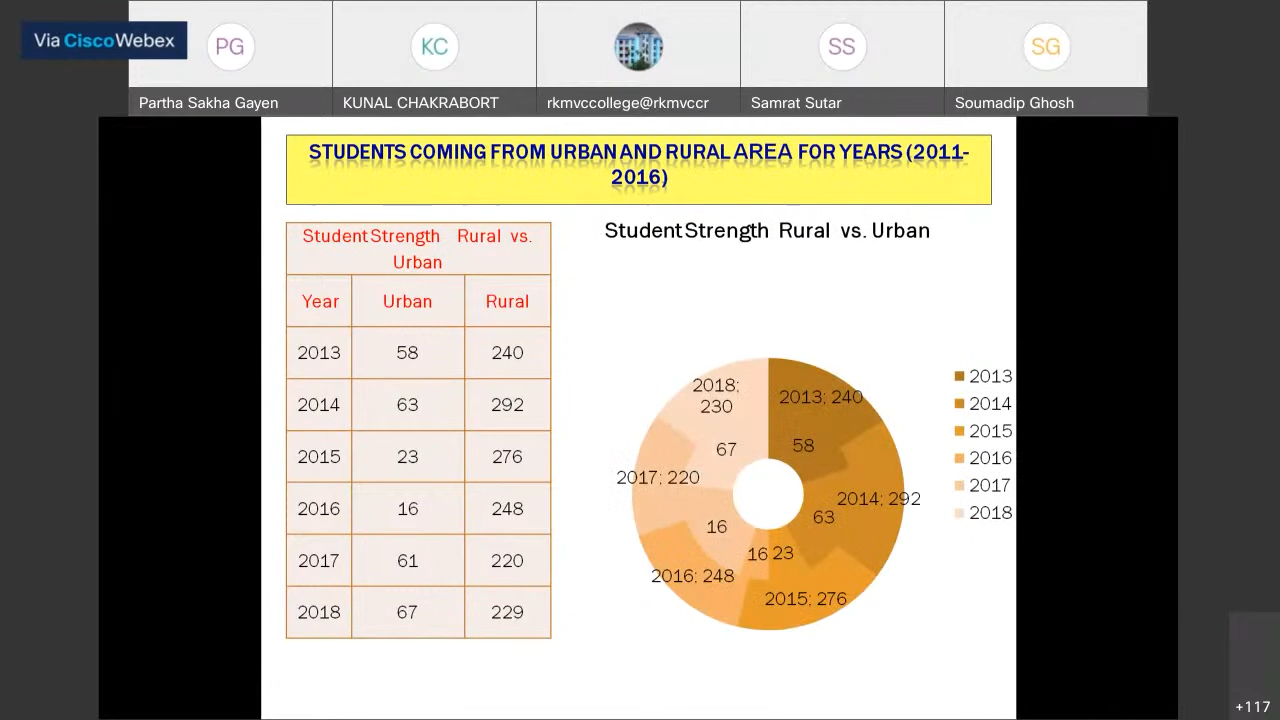 Via Cisco Webex
PG
KC
SS
SG
Partha Sakha Gayen
KUNAL CHAKRABORT
rkmvccollege@rkmvccr
Samrat Sutar
Soumadip Ghosh
STUDENTS COMING FROM URBAN AND RURAL AREA FOR YEARS (2011-
2016)
Student Strength Rural vs.
Urban
Year Urban Rural
2013 58 240
2014 63 292
2015 23 276
2016 16 248
2017 61 220
2018 67 229
Student Strength Rural vs. Urban
2018;
230
2013; 240
67
58
2017; 220
2014; 292
16
63
16
23
2016; 248
2015; 276
2013
2014
2015
2016
2017
2018
+117